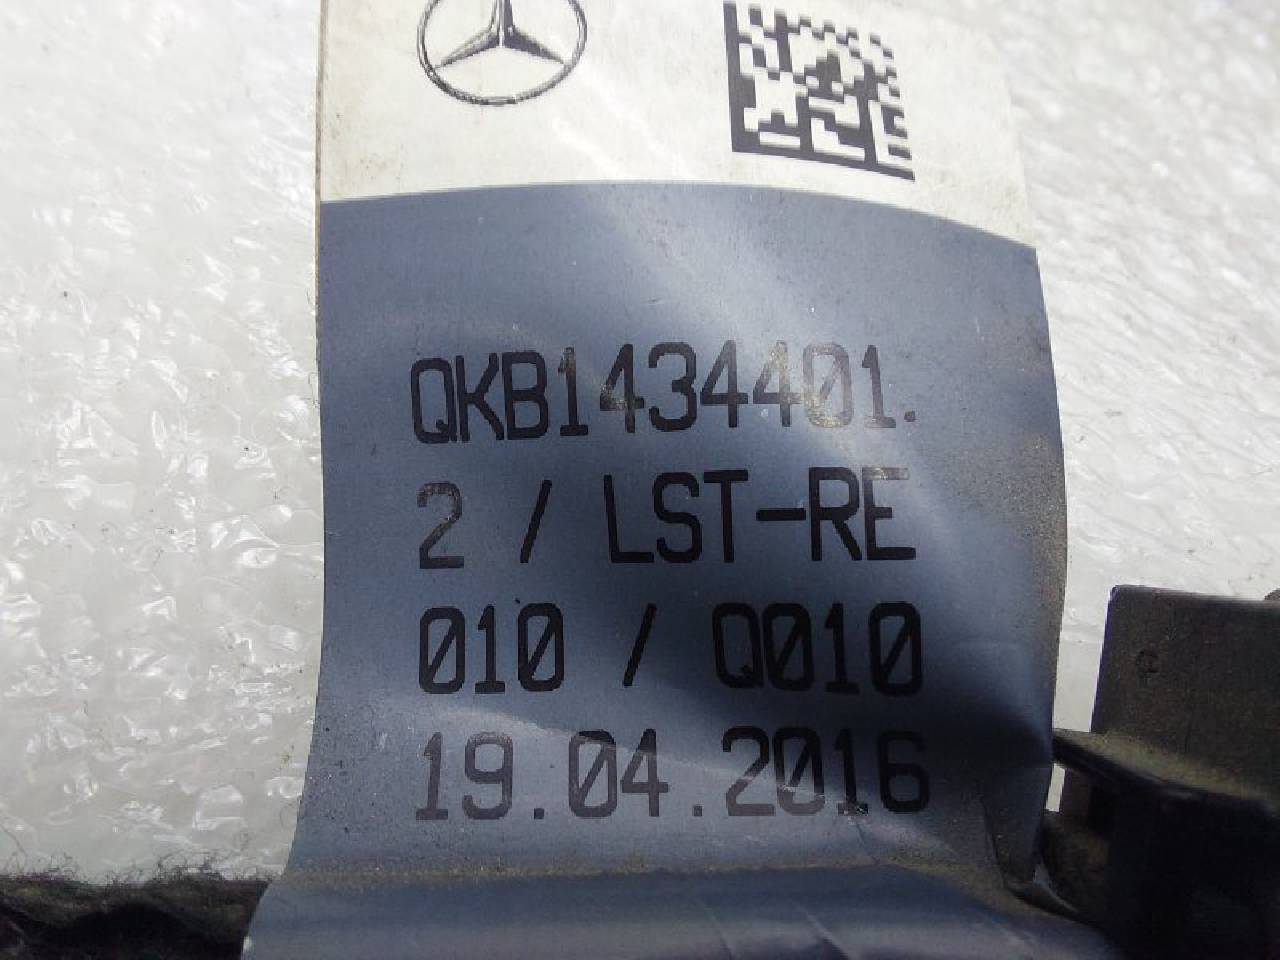 QKB1434401.
2 / LST-RE
010 / Q010
19.04.2016